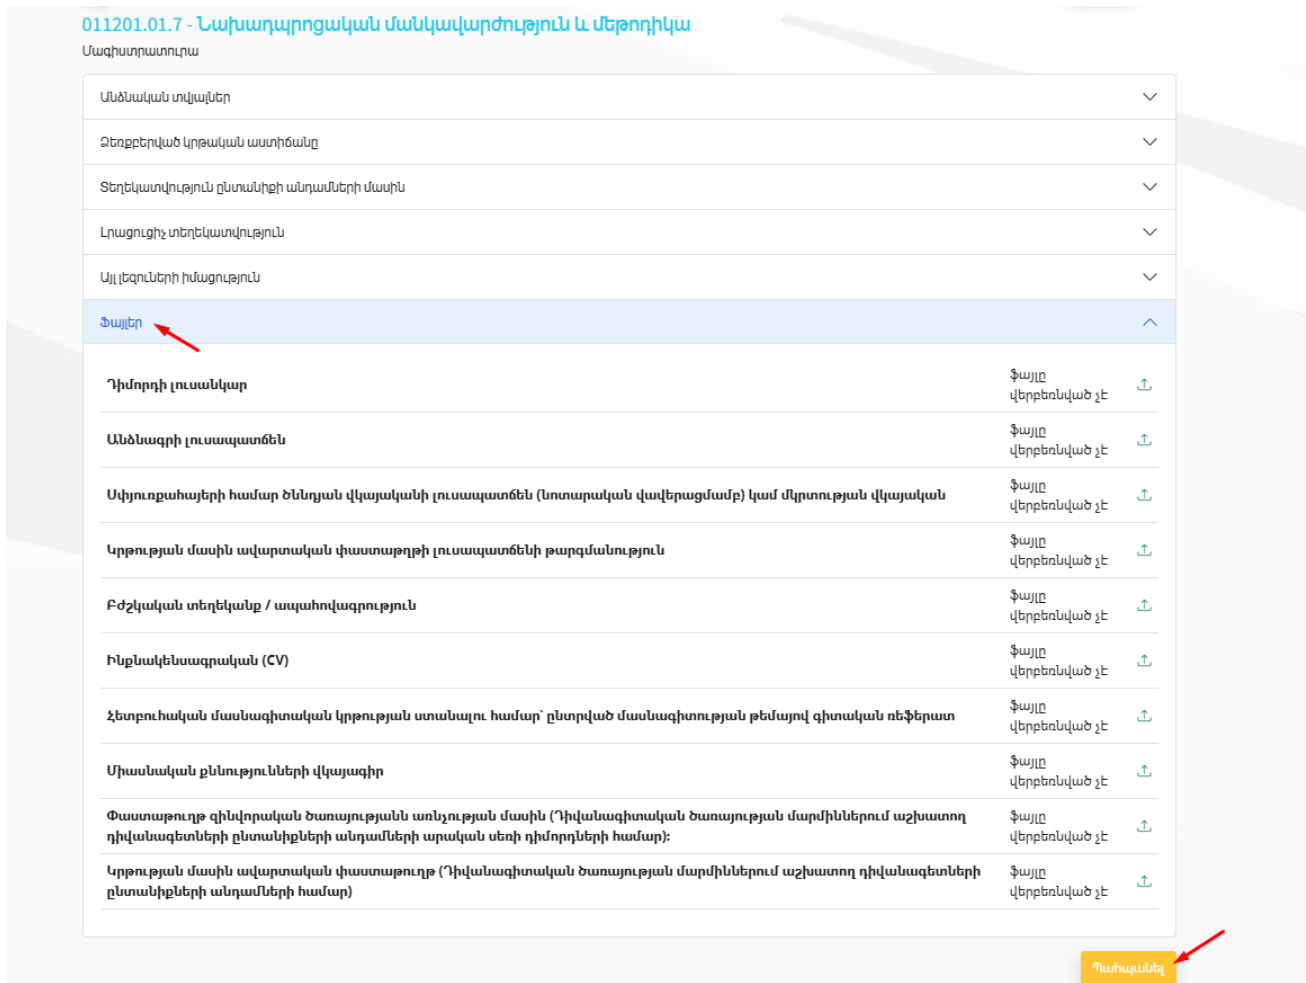 011201.01.7 - Նախադպրոցական մանկավարժություն և մեթոդիկա
Մագիստրատուրա
Անձնական տվյալներ
Ձեռքբերված կրթական աստիճանը
Տեղեկատվություն ընտանիքի անդամների մասին
Լրացուցիչ տեղեկատվություն
Այլ լեզուների իմացություն
Ֆայլեր
Դիմորդի լուսանկար
ֆայլը
վերբեռնված չէ
Անձնագրի լուսապատճեն
ֆայլը
վերբեռնված չէ
Սփյուռքահայերի համար ծննդյան վկայականի լուսապատճեն (նոտարական վավերացմամբ) կամ մկրտության վկայական
ֆայլը
վերբեռնված չէ
Կրթության մասին ավարտական փաստաթղթի լուսապատճենի թարգմանություն
ֆայլը
վերբեռնված չէ
Բժշկական տեղեկանք / ապահովագրություն
ֆայլը
վերբեռնված չէ
Ինքնակենսագրական (CV)
ֆայլը
վերբեռնված չէ
Հետբուհական մասնագիտական կրթության ստանալու համար՝ ընտրված մասնագիտության թեմայով գիտական ռեֆերատ
ֆայլը
վերբեռնված չէ
Միասնական քննությունների վկայագիր
ֆայլը
վերբեռնված չէ
Փաստաթուղթ զինվորական ծառայությանն առնչության մասին (Դիվանագիտական ծառայության մարմիններում աշխատող
դիվանագետների ընտանիքների անդամների արական սեռի դիմորդների համար):
ֆայլը
վերբեռնված չէ
Կրթության մասին ավարտական փաստաթուղթ (Դիվանագիտական ծառայության մարմիններում աշխատող դիվանագետների
ընտանիքների անդամների համար)
ֆայլը
վերբեռնված չէ
Պահպանել